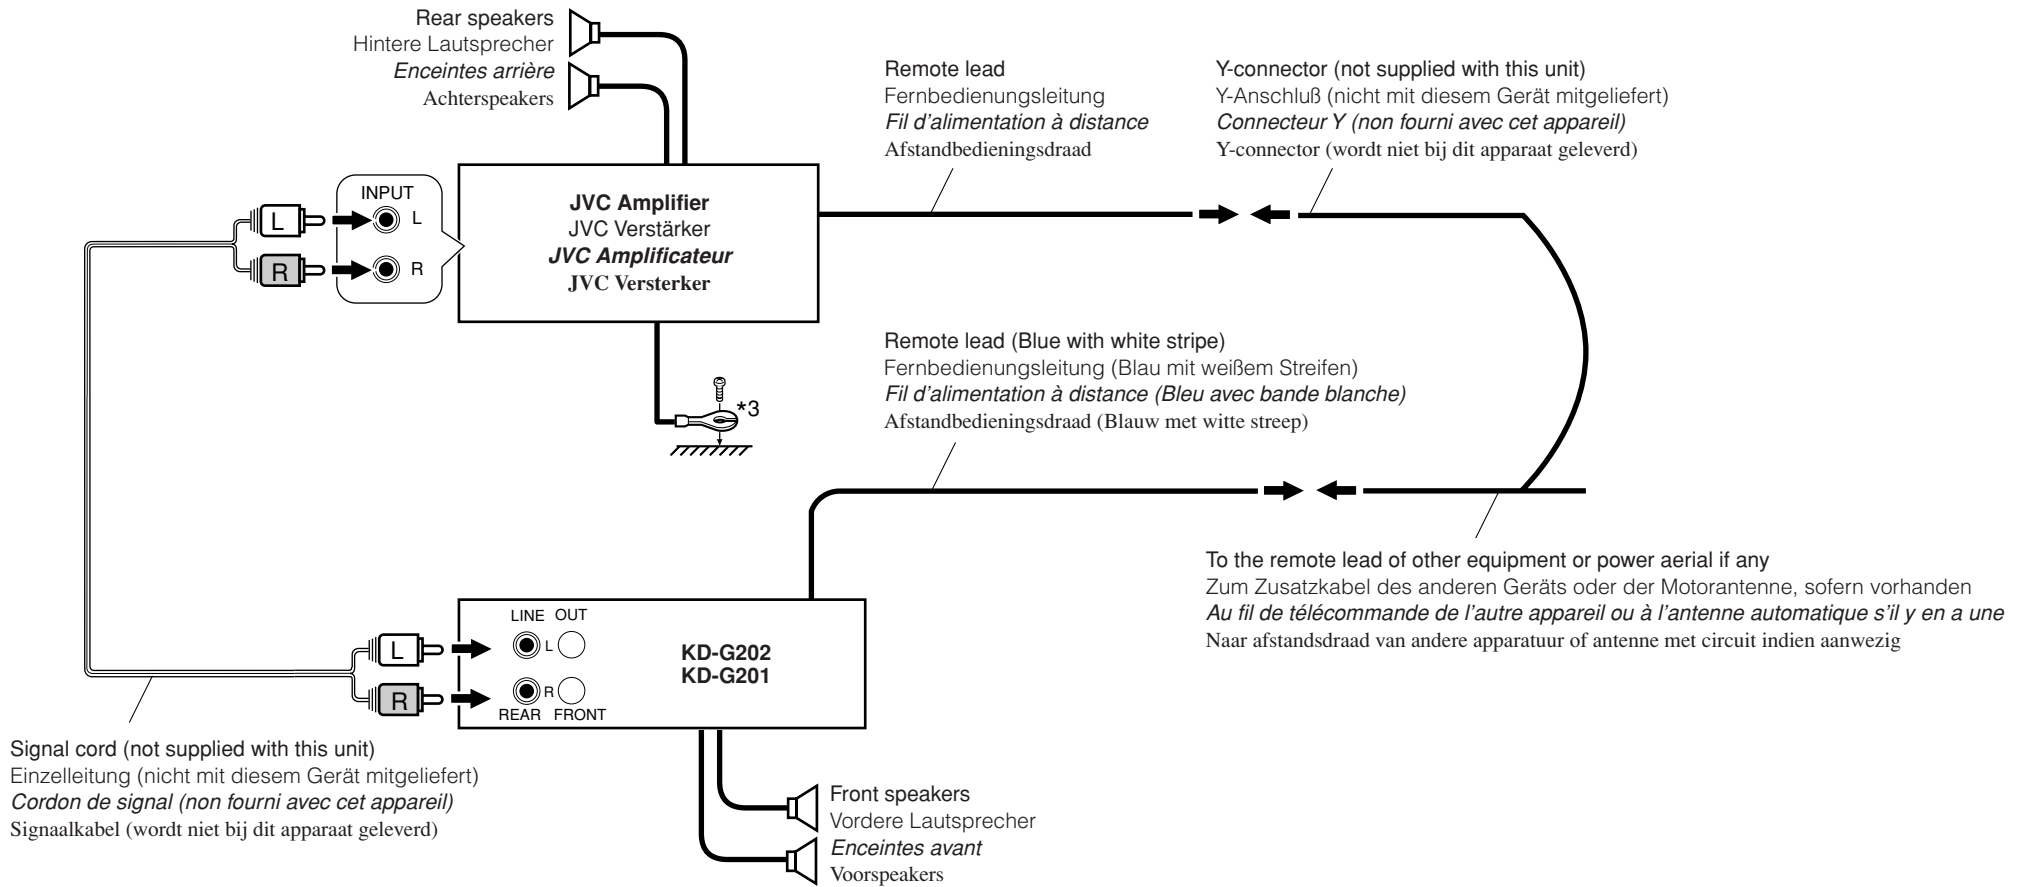 Rear speakers
Hintere Lautsprecher
Enceintes arrière
Achterspeakers
Remote lead
Fernbedienungsleitung
Fil d'alimentation à distance
Afstandbedieningsdraad
Y-connector (not supplied with this unit)
Y-Anschluß (nicht mit diesem Gerät mitgeliefert)
Connecteur Y (non fourni avec cet appareil)
Y-connector (wordt niet bij dit apparaat geleverd)
INPUT
L
L
R
R
JVC Amplifier
JVC Verstärker
JVC Amplificateur
JVC Versterker
*3
Remote lead (Blue with white stripe)
Fernbedienungsleitung (Blau mit weißem Streifen)
Fil d'alimentation à distance (Bleu avec bande blanche)
Afstandbedieningsdraad (Blauw met witte streep)
To the remote lead of other equipment or power aerial if any
Zum Zusatzkabel des anderen Geräts oder der Motorantenne, sofern vorhanden
Au fil de télécommande de l'autre appareil ou à l'antenne automatique s'il y en a une
Naar afstandsdraad van andere apparatuur of antenne met circuit indien aanwezig
LINE OUT
L
L
R
R
REAR FRONT
KD-G202
KD-G201
Signal cord (not supplied with this unit)
Einzelleitung (nicht mit diesem Gerät mitgeliefert)
Cordon de signal (non fourni avec cet appareil)
Signaalkabel (wordt niet bij dit apparaat geleverd)
Front speakers
Vordere Lautsprecher
Enceintes avant
Voorspeakers